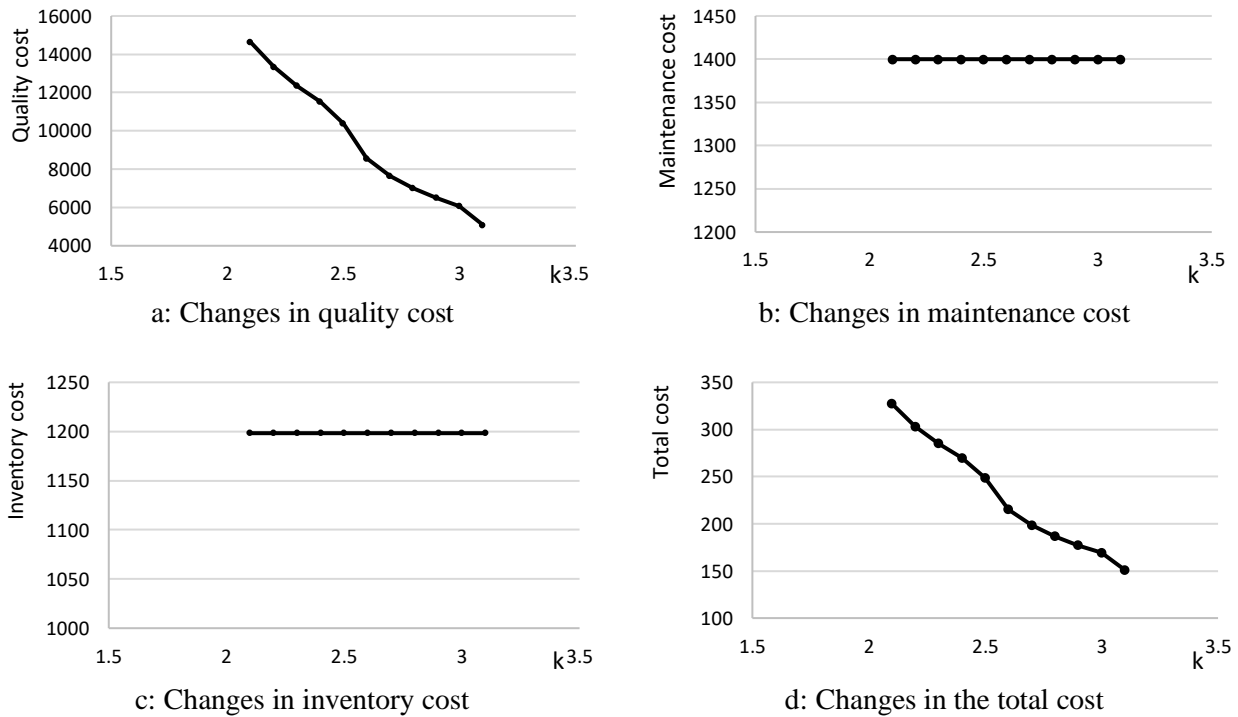 16000
14000
12000
10000
8000
6000
4000
Quality cost
1.5 2 2.5 3 k 3.5
a: Changes in quality cost
1450
1400
1350
1300
1250
1200
Maintenance cost
1.5 2 2.5 3 k 3.5
b: Changes in maintenance cost
1250
1200
1150
1100
1050
1000
Inventory cost
1.5 2 2.5 3 k 3.5
c: Changes in inventory cost
350
300
250
200
150
100
Total cost
1.5 2 2.5 3 k 3.5
d: Changes in the total cost